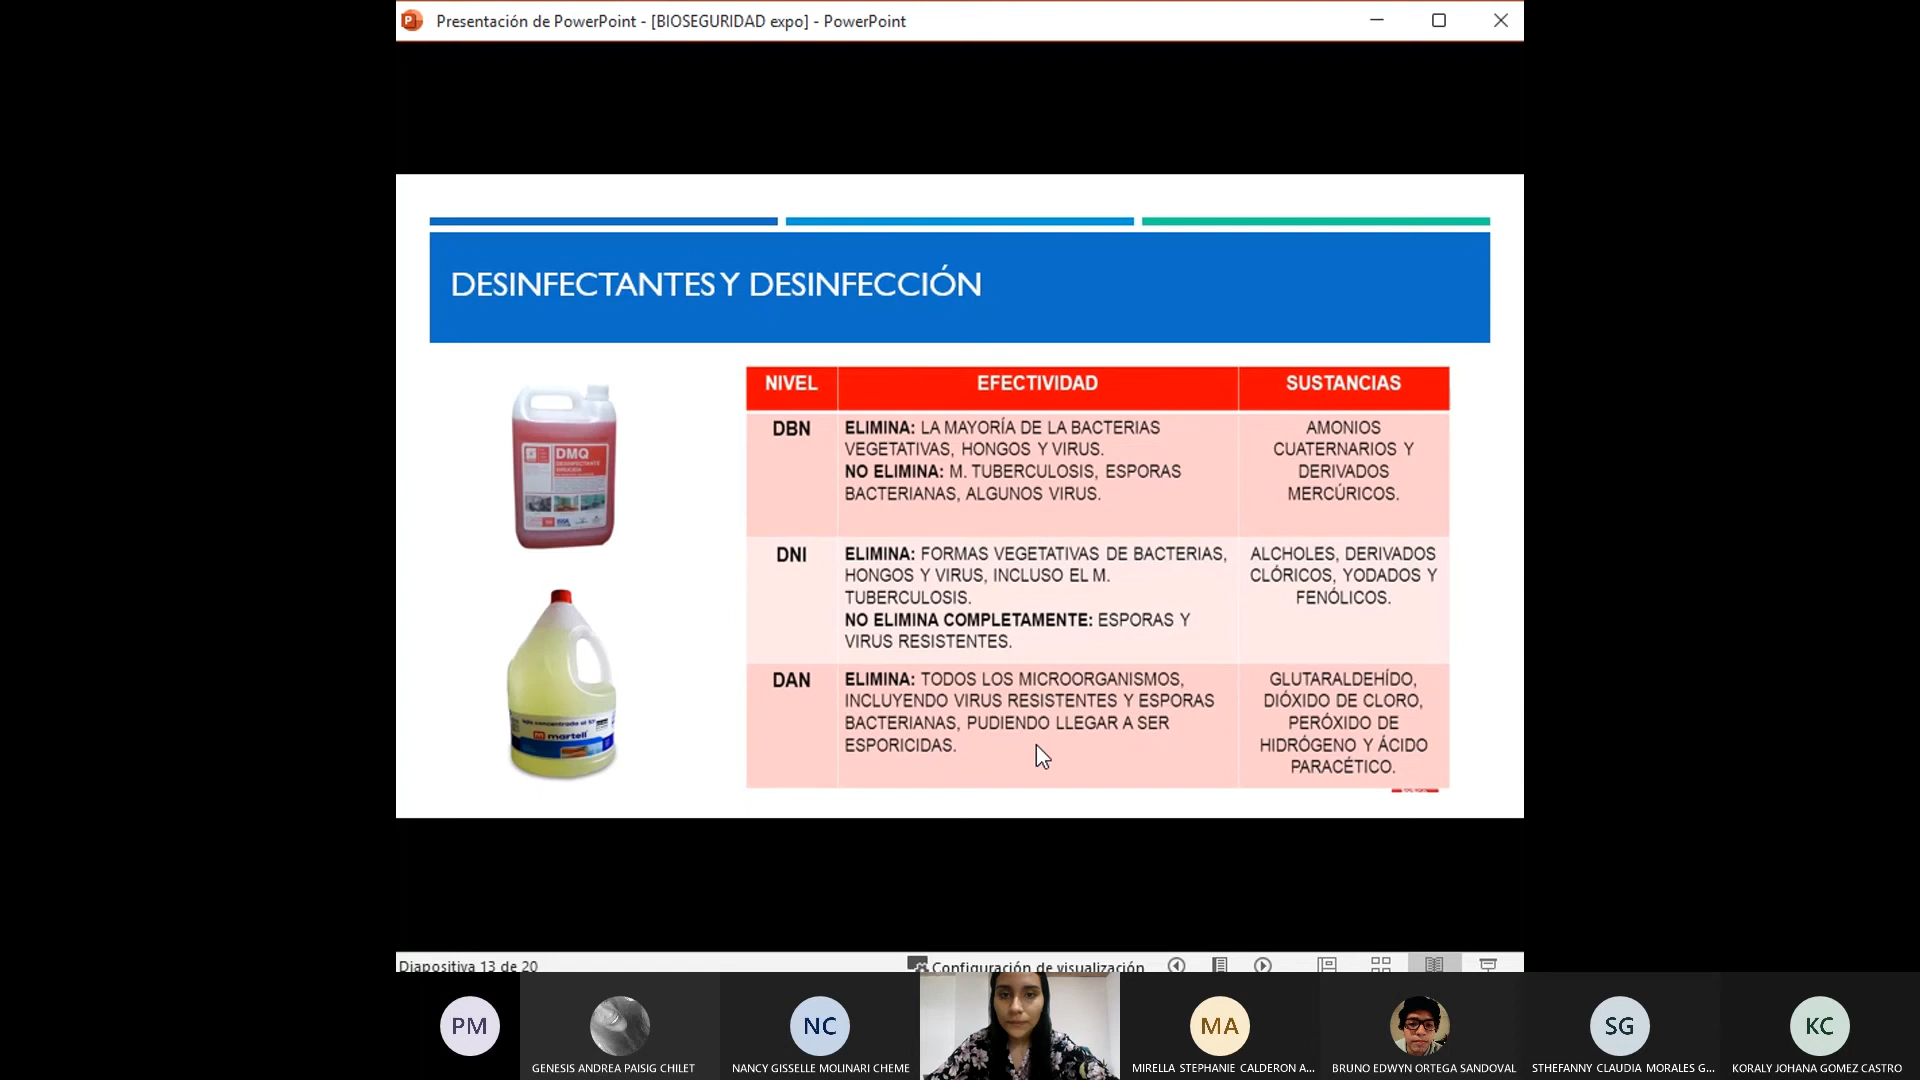 Presentación de PowerPoint - [BIOSEGURIDAD expo] - PowerPoint
DESINFECTANTES Y DESINFECCIÓN
DMQ
DESINFECTANTE
martell
NIVEL
EFECTIVIDAD
SUSTANCIAS
DBN
ELIMINA: LA MAYORÍA DE LA BACTERIAS
VEGETATIVAS, HONGOS Y VIRUS.
NO ELIMINA: M. TUBERCULOSIS, ESPORAS
BACTERIANAS, ALGUNOS VIRUS.
AMONIOS
CUATERNARIOS Y
DERIVADOS
MERCÚRICOS.
DNI
ELIMINA: FORMAS VEGETATIVAS DE BACTERIAS,
HONGOS Y VIRUS, INCLUSO EL M.
TUBERCULOSIS.
NO ELIMINA COMPLETAMENTE: ESPORAS Y
VIRUS RESISTENTES.
ALCHOLES, DERIVADOS
CLÓRICOS, YODADOS Y
FENÓLICOS.
DAN
ELIMINA: TODOS LOS MICROORGANISMOS,
INCLUYENDO VIRUS RESISTENTES Y ESPORAS
BACTERIANAS, PUDIENDO LLEGAR A SER
ESPORICIDAS.
GLUTARALDEHÍDO,
DIÓXIDO DE CLORO,
PERÓXIDO DE
HIDRÓGENO Y ÁCIDO
PARACÉTICO.
Diapositiva 13 de 20
Configuración de visualización
PM
GENESIS ANDREA PAISIG CHILET
NC
NANCY GISSELLE MOLINARI CHEME
MA
MIRELLA STEPHANIE CALDERON A...
BRUNO EDWYN ORTEGA SANDOVAL
SG
STHEFANNY CLAUDIA MORALES G...
KC
KORALY JOHANA GOMEZ CASTRO